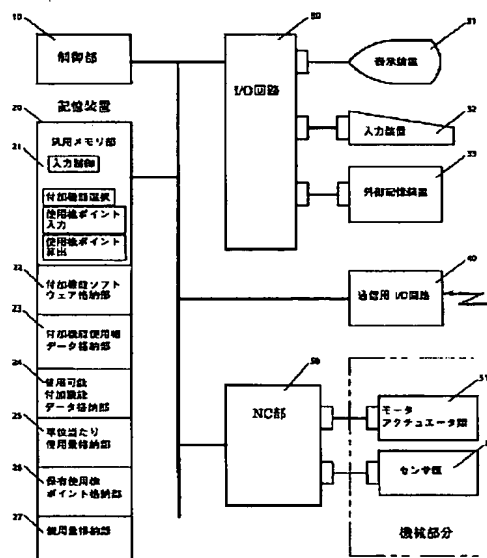 10
制御部
記憶装置
20
汎用メモリ部
21
入力制御
付加機能選択
使用権ポイント
入力
使用権ポイント
算出
22
付加機能ソフト
ウェア格納部
23
付加機能使用権
データ格納部
24
使用可能
付加機能
データ格納部
25
単位当たり
使用量格納部
26
保有使用権
ポイント格納部
27
使用量格納部
30
I/O回路
31
表示装置
32
入力装置
33
外部記憶装置
40
通信用 I/O回路
50
NC部
51
モータ
アクチュエータ類
センサ類
機械部分